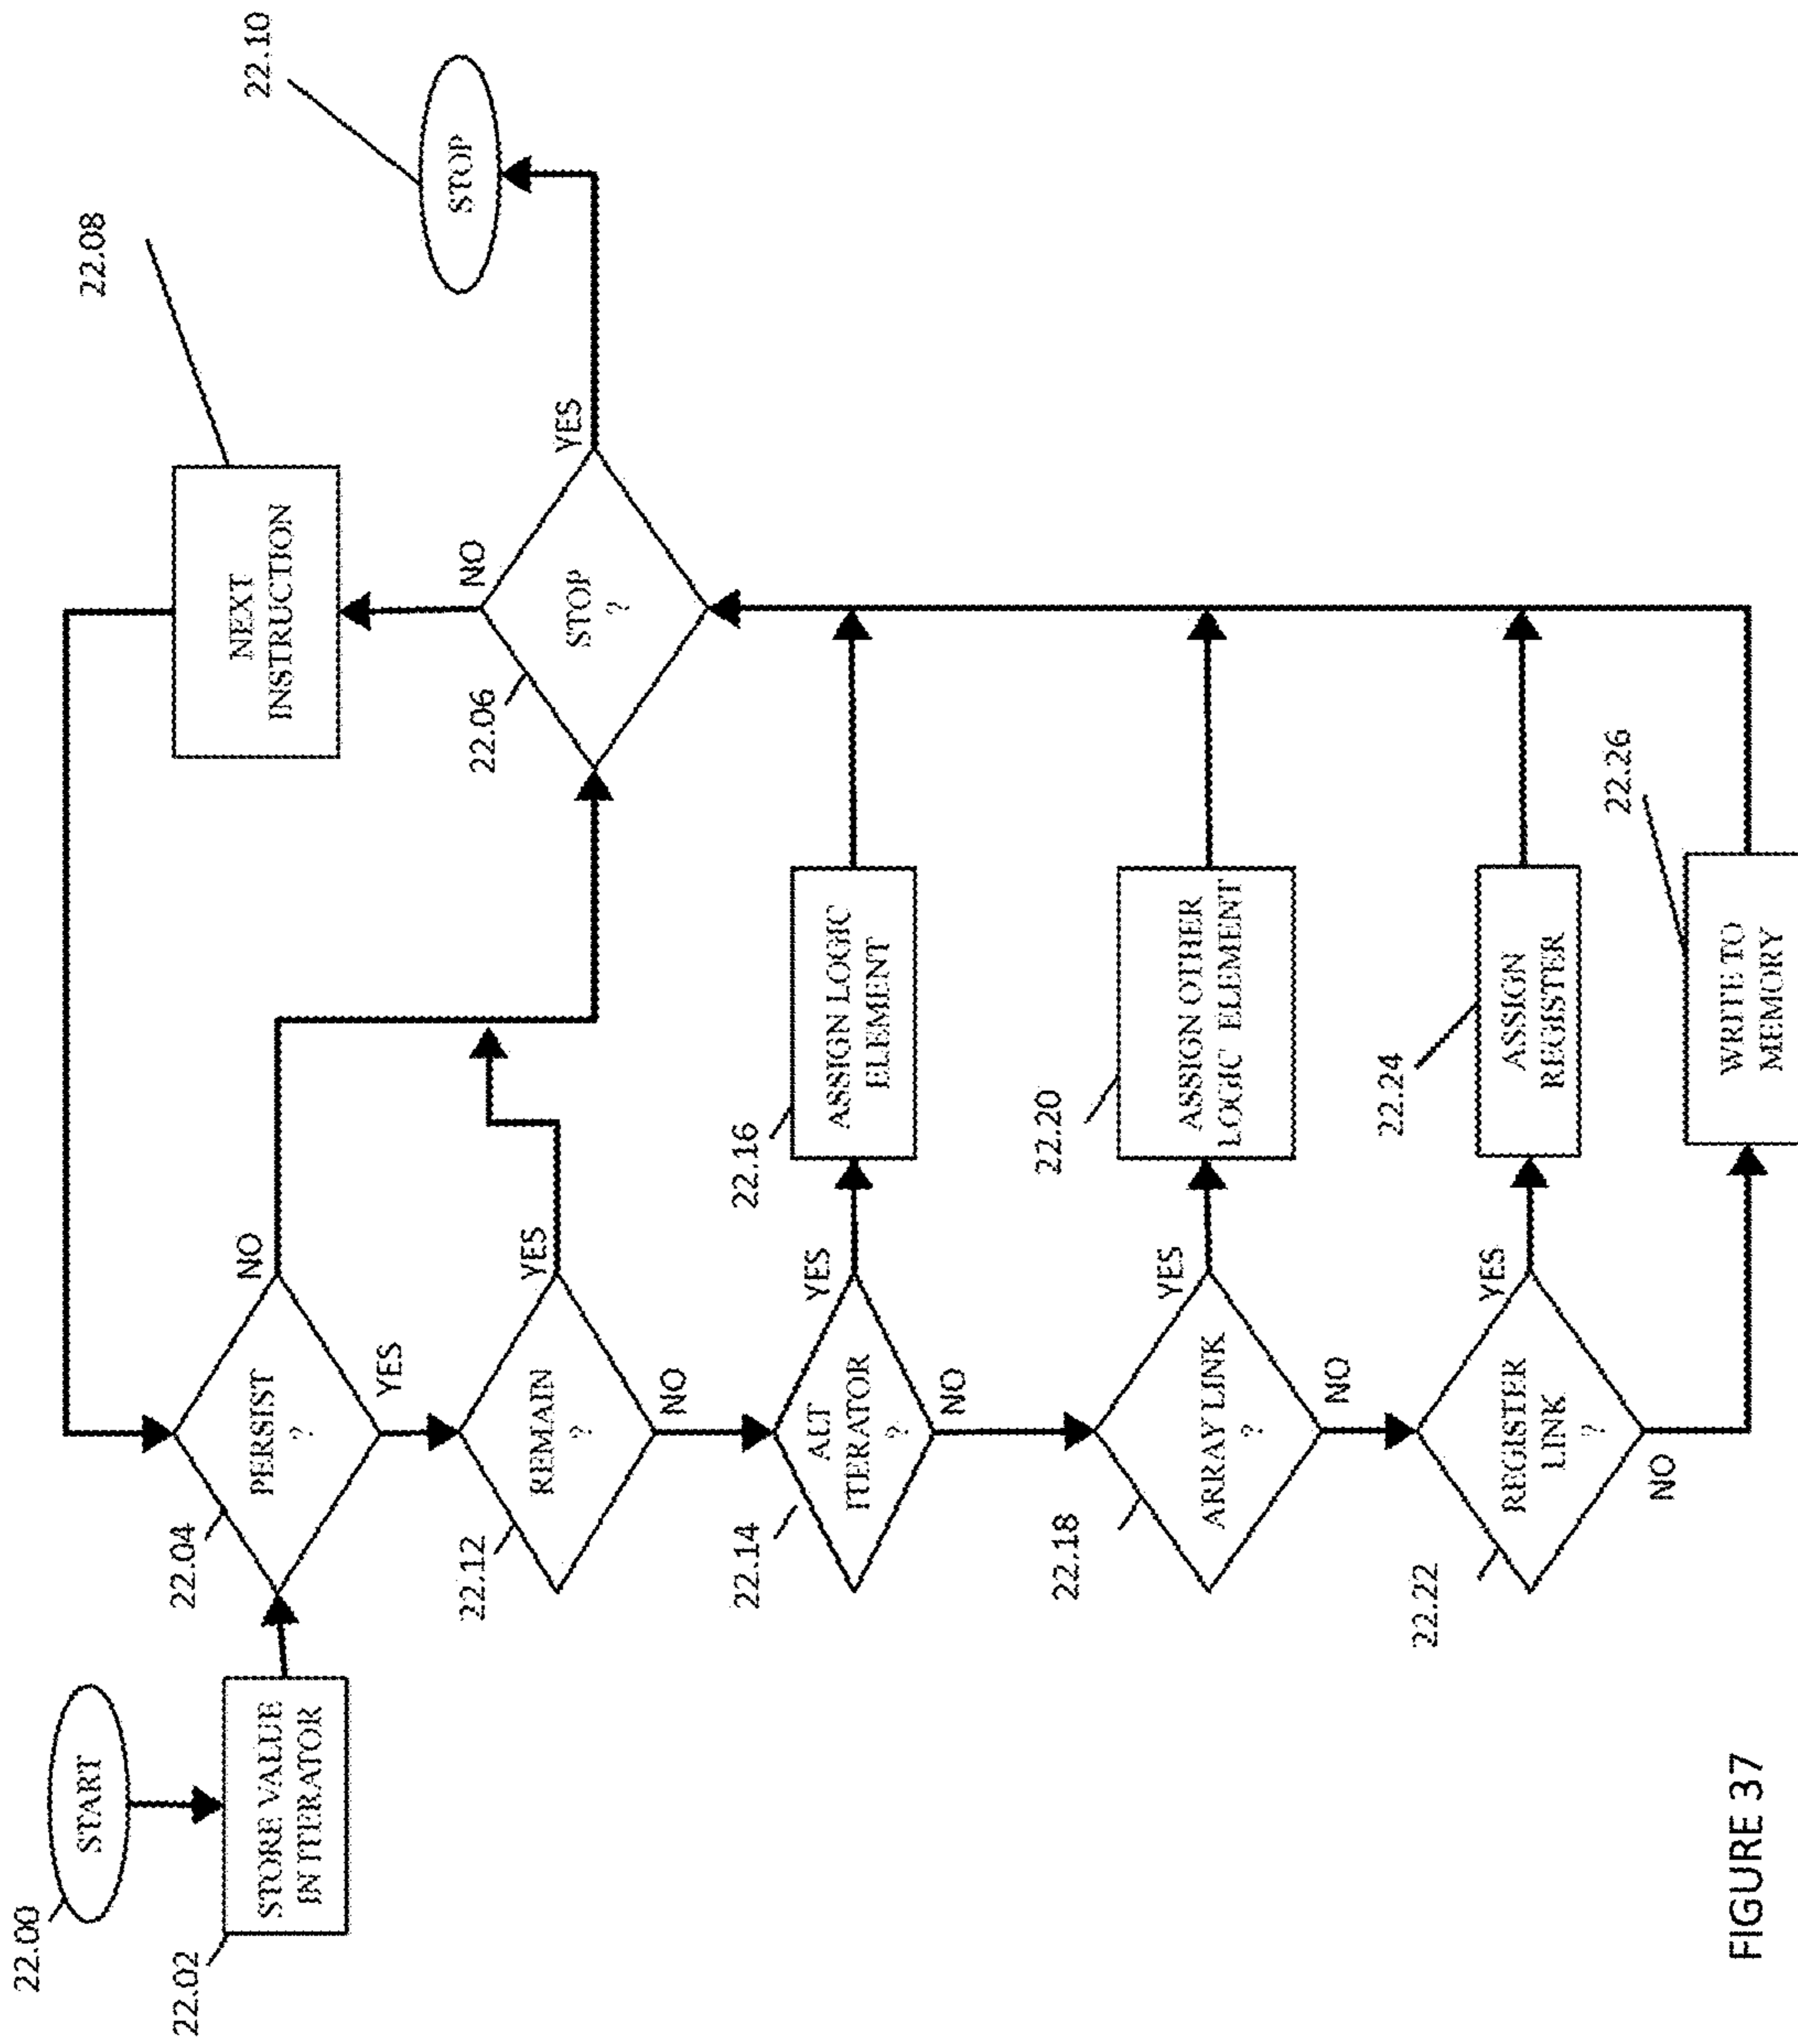 22.00
START
22.02
STORE VALUE
IN ITERATOR
22.04
PERSIST
?
NO
YES
22.12
REMAIN
?
YES
NO
22.14
ALT
ITERATOR
?
YES
NO
22.16
ASSIGN LOGIC
ELEMENT
22.18
ARRAY LINK
?
YES
NO
22.20
ASSIGN OTHER
LOGIC ELEMENT
22.22
REGISTER
LINK
?
YES
NO
22.24
ASSIGN
REGISTER
22.26
WRITE TO
MEMORY
22.06
STOP
?
NO
YES
22.08
NEXT
INSTRUCTION
22.10
STOP
FIGURE 37